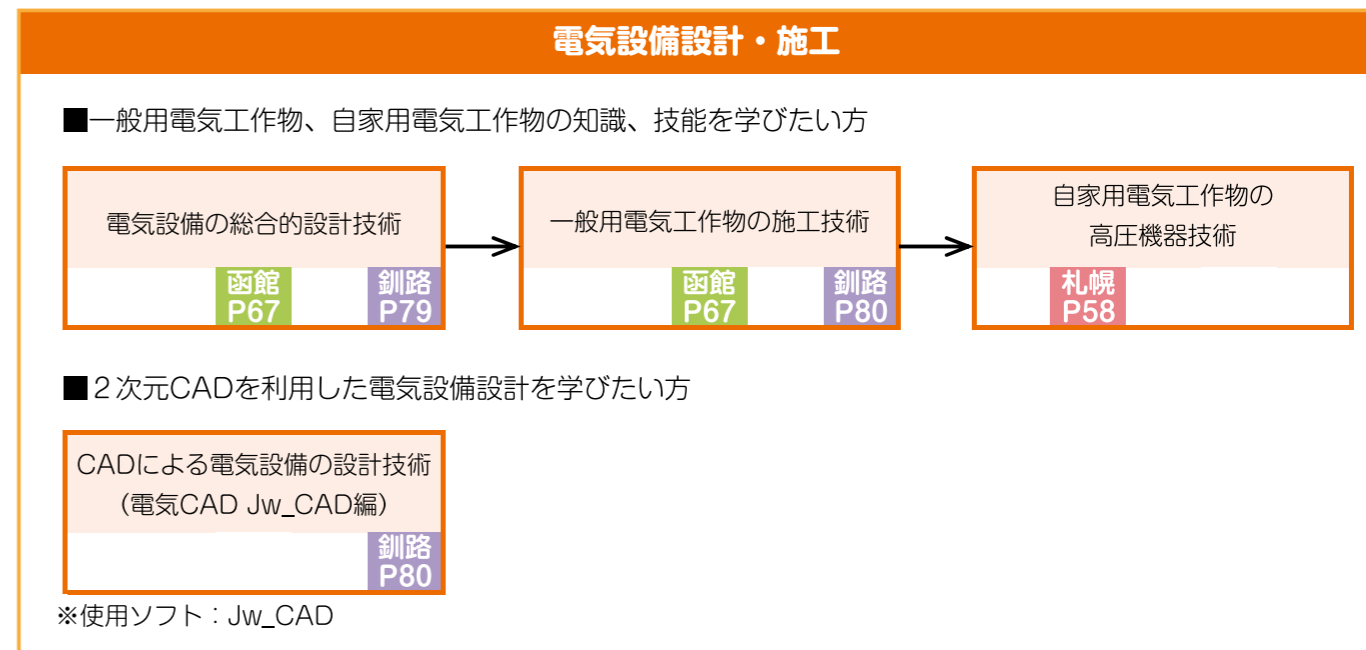 電気設備設計・施工
■一般用電気工作物、自家用電気工作物の知識、技能を学びたい方
電気設備の総合的設計技術
函館
P67
釧路
P79
一般用電気工作物の施工技術
函館
P67
釧路
P80
自家用電気工作物の
高圧機器技術
札幌
P58
■２次元CADを利用した電気設備設計を学びたい方
CADによる電気設備の設計技術
（電気CAD Jw_CAD編）
釧路
P80
※使用ソフト：Jw_CAD